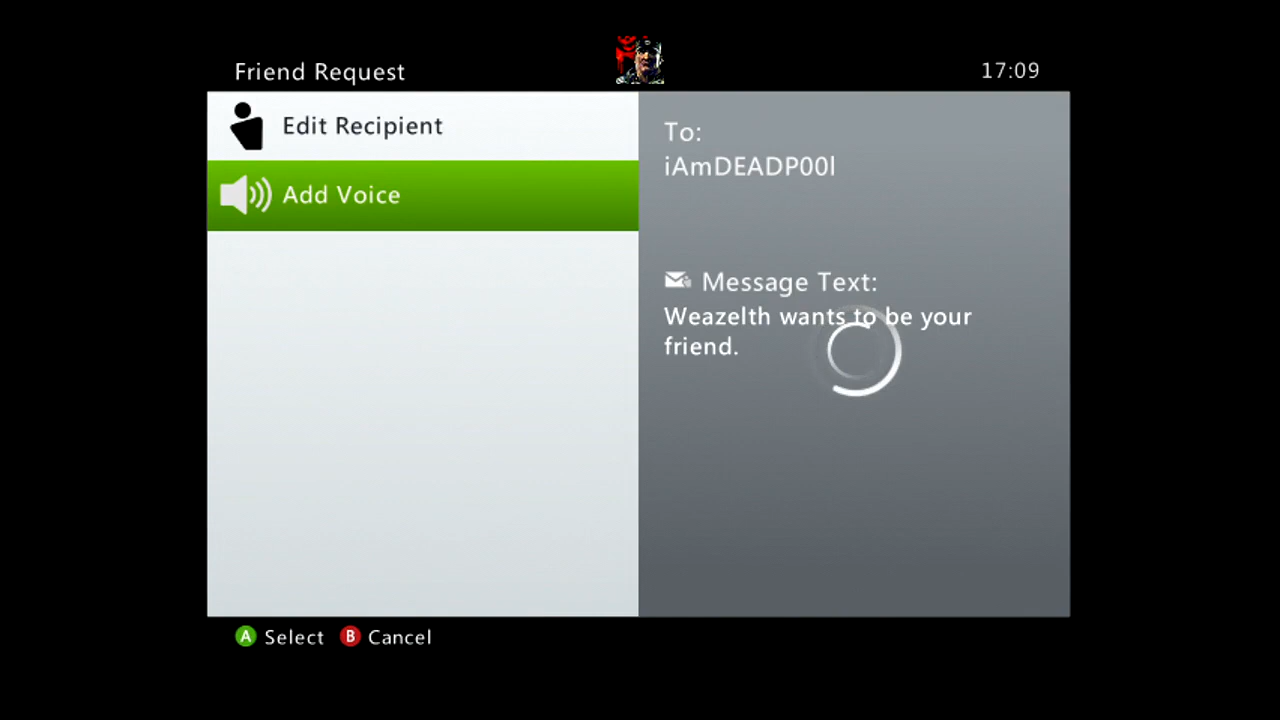 Friend Request
17:09
Edit Recipient
Add Voice
To:
iAmDEADP00l
Message Text:
Weazelth wants to be your
friend.
A Select B Cancel